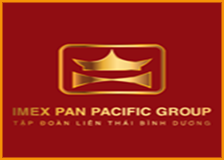 IMEX PAN PACIFIC GROUP
TẬP ĐOÀN LIÊN THÁI BÌNH DƯƠNG